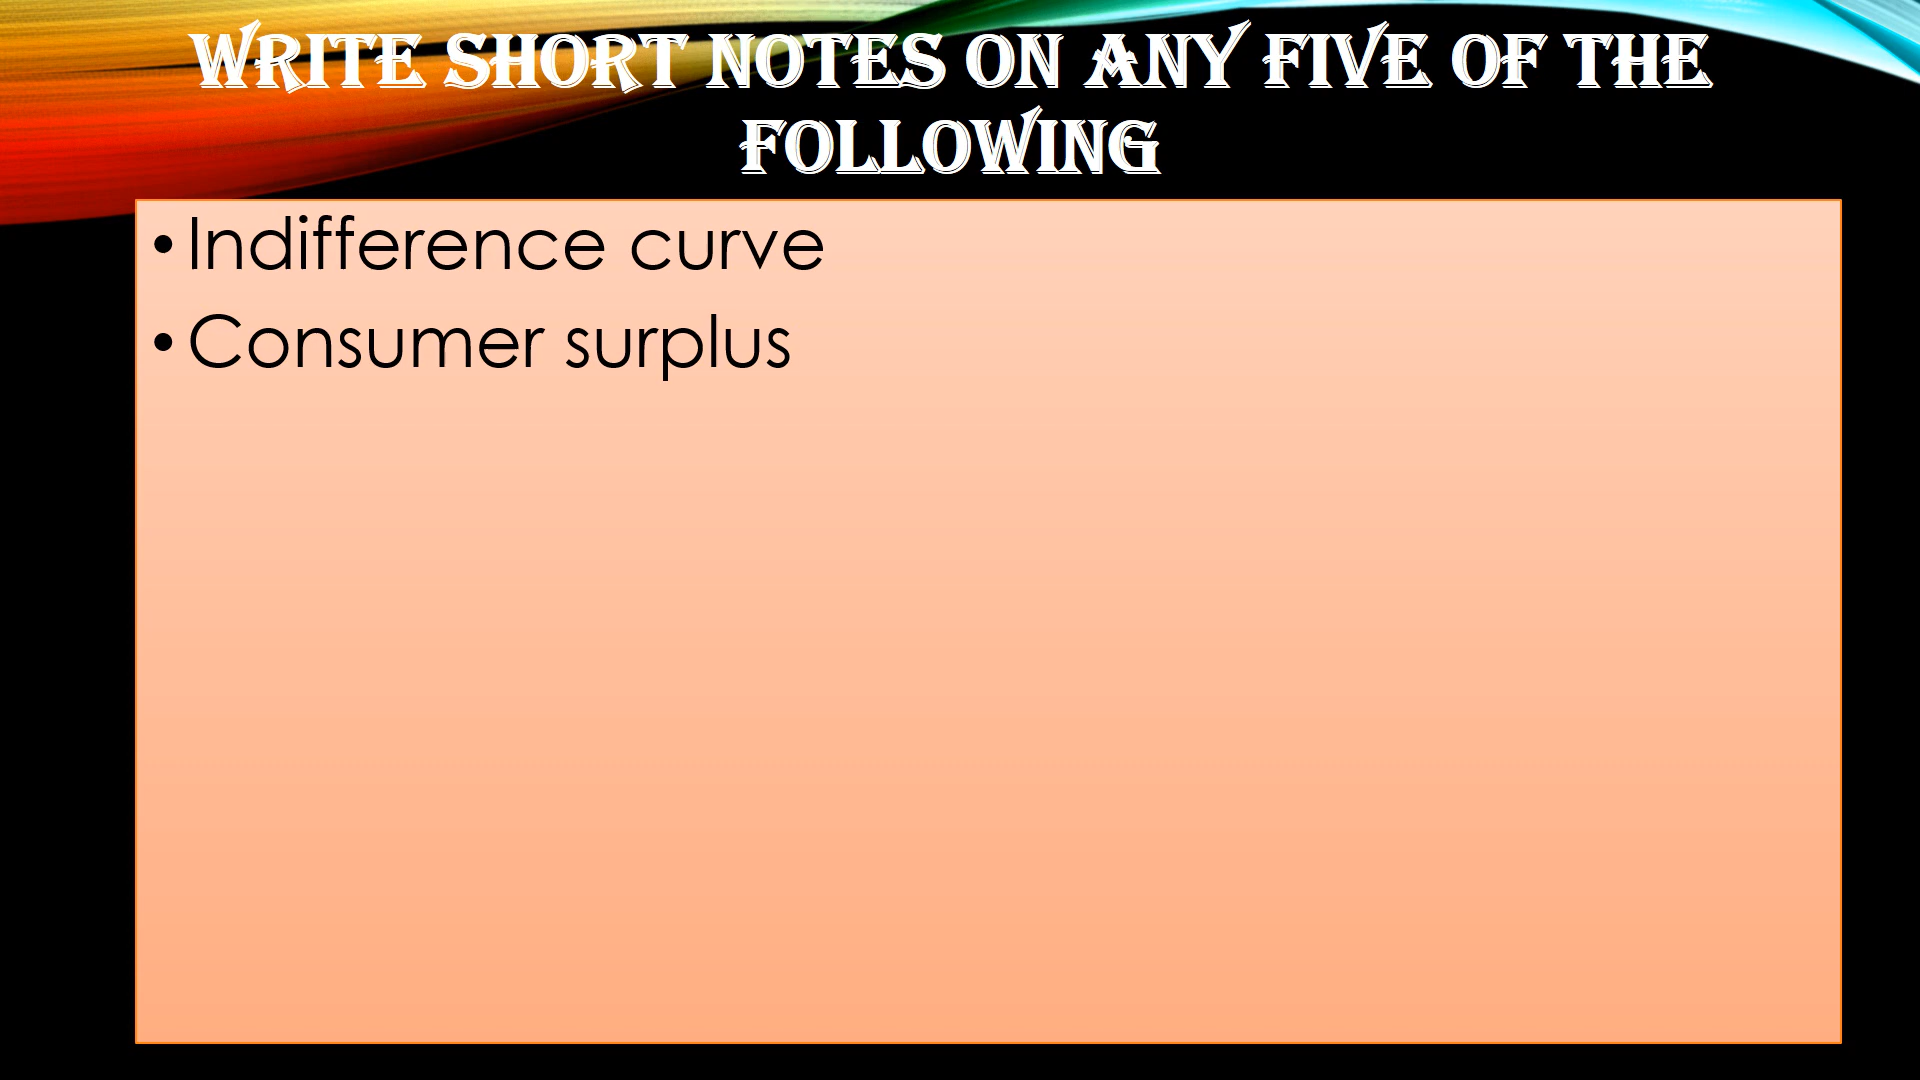 WRITE SHORT NOTES ON ANY FIVE OF THE
FOLLOWING
• Indifference curve
• Consumer surplus